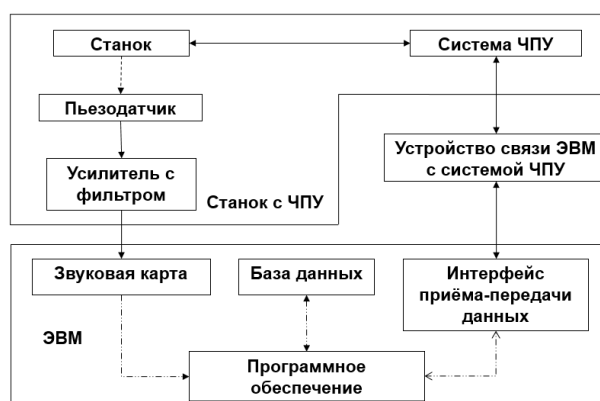 Станок
Система ЧПУ
Пьезодатчик
Устройство связи ЭВМ
с системой ЧПУ
Усилитель с
фильтром
Станок с ЧПУ
Звуковая карта
База данных
Интерфейс
приёма-передачи
данных
ЭВМ
Программное
обеспечение